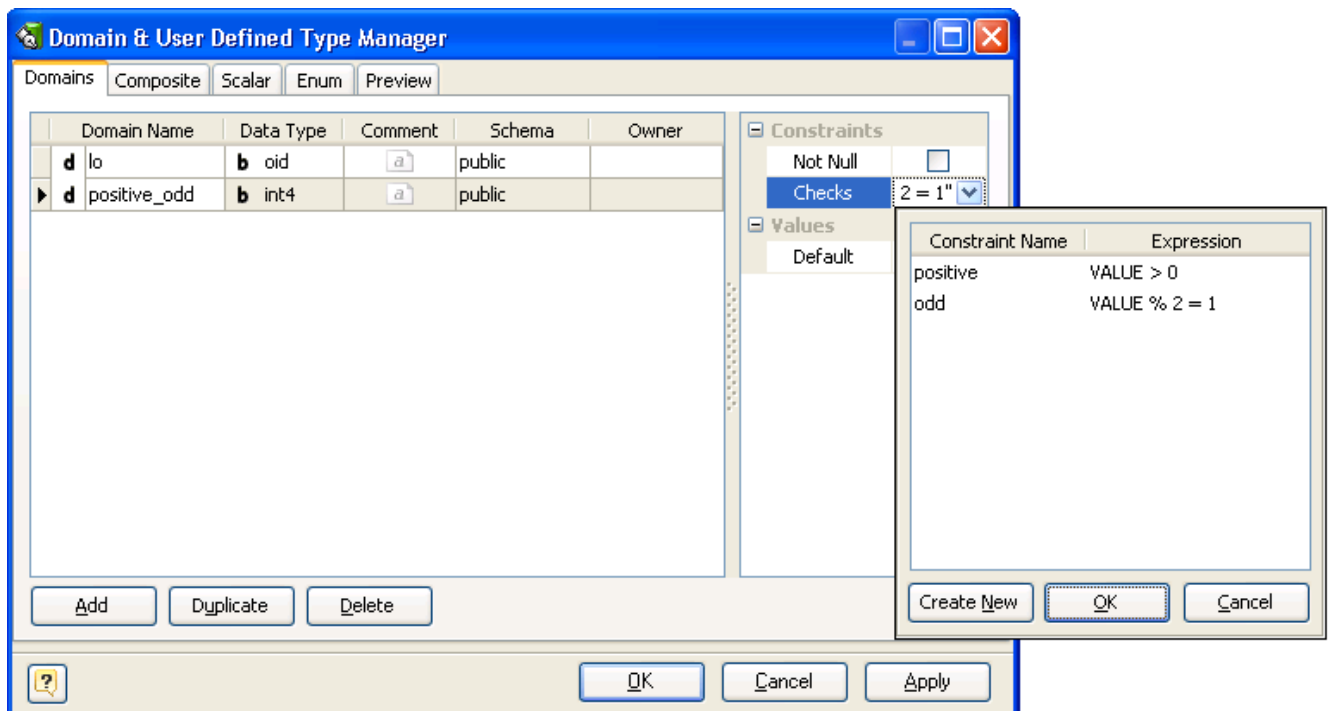 Domain & User Defined Type Manager
Domains Composite Scalar Enum Preview
Domain Name Data Type Comment Schema Owner
d lo b oid a public
d positive_odd b int4 a public
Constraints
Not Null
Checks 2 = 1"
Values
Default
Constraint Name Expression
positive VALUE > 0
odd VALUE % 2 = 1
Create New OK Cancel
Add Duplicate Delete
? OK Cancel Apply